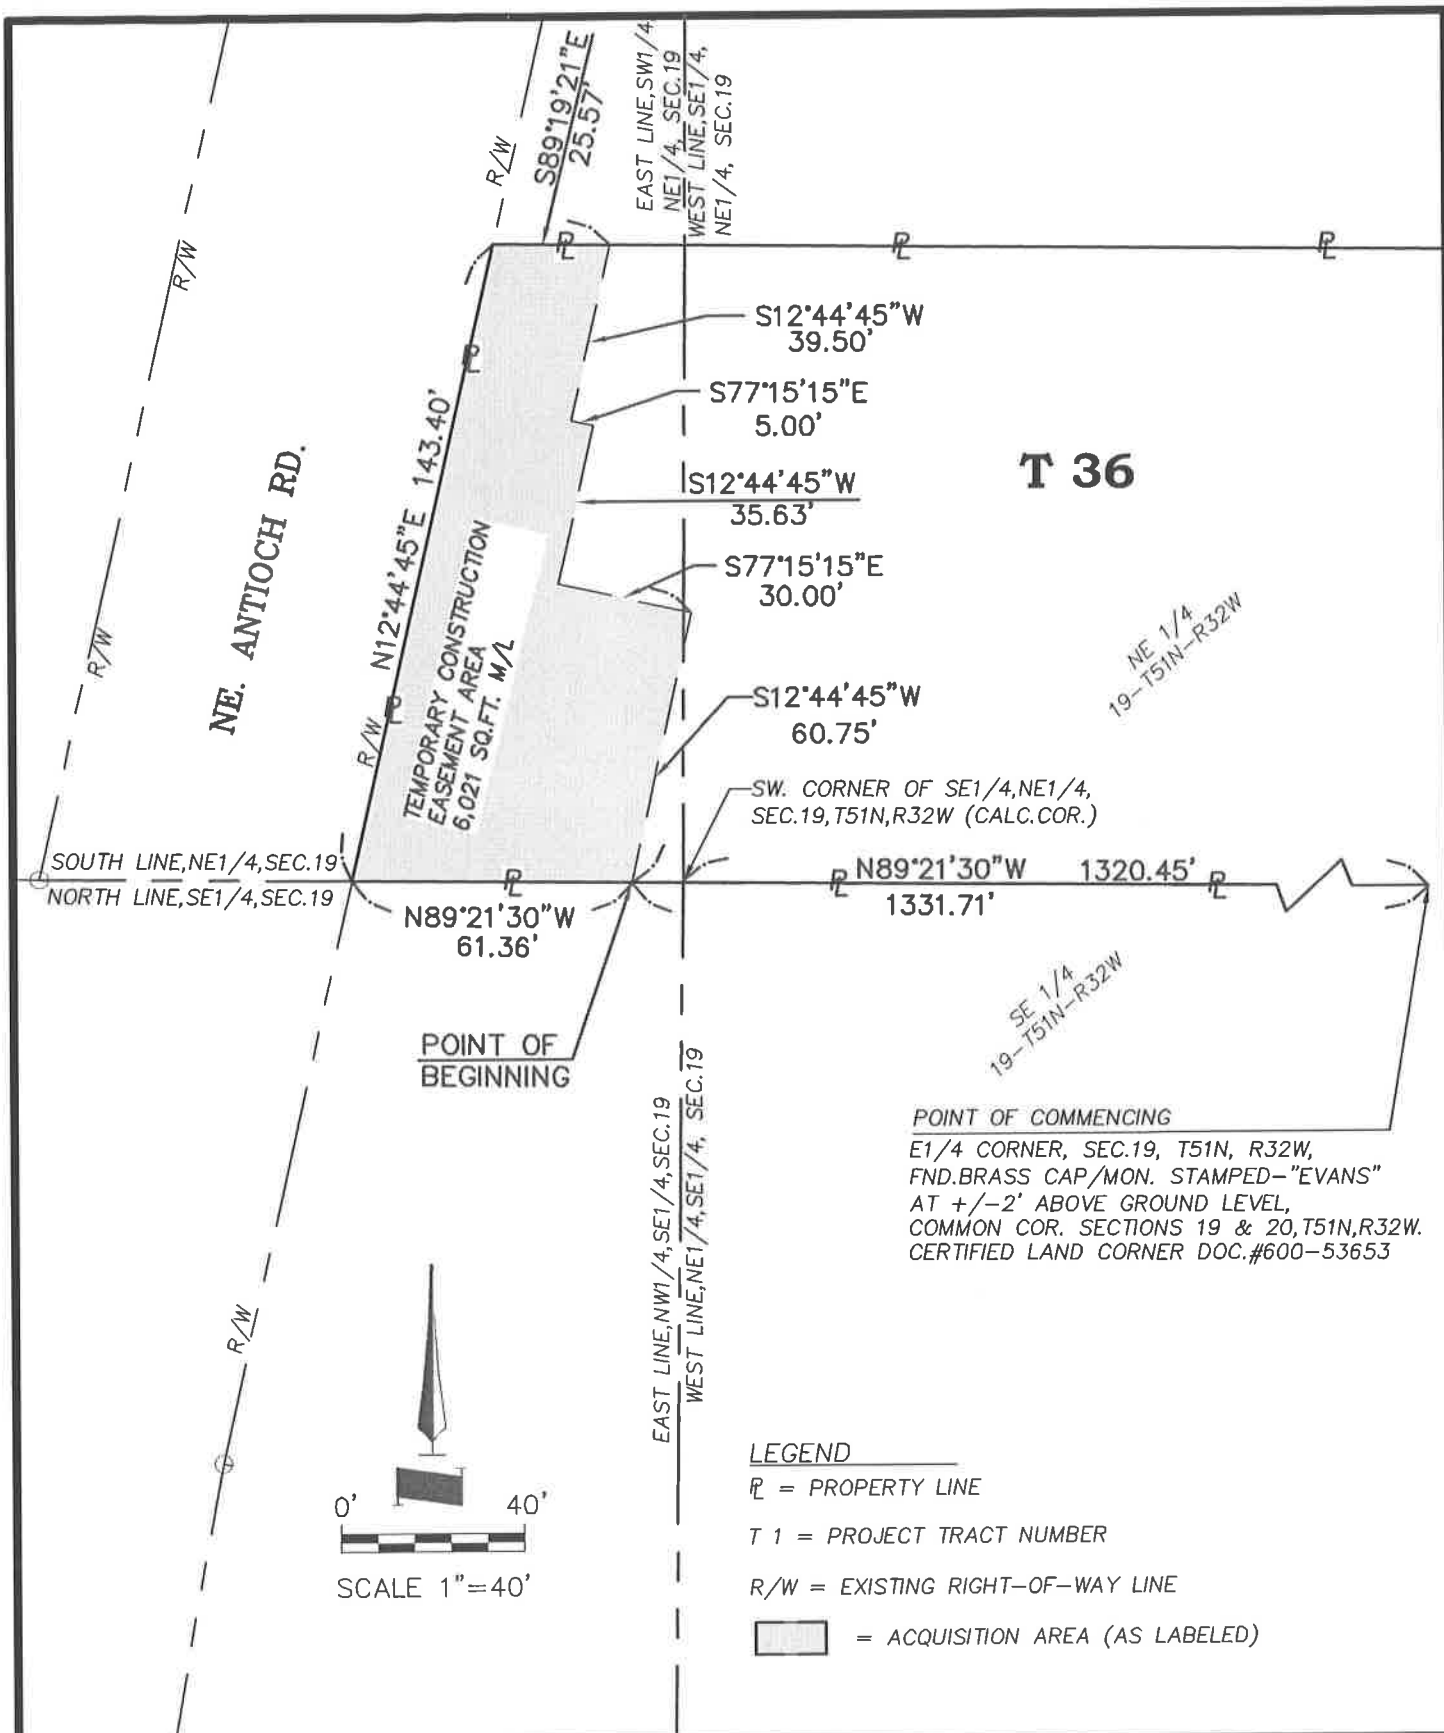 S89°19'21"E
25.57'
EAST LINE,SW1/4,
NE1/4, SEC.19
WEST LINE,SE1/4,
NE1/4, SEC.19
R/W
R/W
S12°44'45"W
39.50'
S77°15'15"E
5.00'
S12°44'45"W
35.63'
S77°15'15"E
30.00'
T 36
N12°44'45"E 143.40'
NE. ANTIOCH RD.
TEMPORARY CONSTRUCTION
EASEMENT AREA
6,021 SQ.FT. M/L
R/W
R/W
NE 1/4
19-T51N-R32W
S12°44'45"W
60.75'
SW. CORNER OF SE1/4,NE1/4,
SEC.19,T51N,R32W (CALC.COR.)
SOUTH LINE,NE1/4,SEC.19
NORTH LINE,SE1/4,SEC.19
N89°21'30"W 1320.45'
1331.71'
N89°21'30"W
61.36'
SE 1/4
19-T51N-R32W
POINT OF
BEGINNING
EAST LINE,NW1/4,SE1/4,SEC.19
WEST LINE,NE1/4,SE1/4, SEC.19
POINT OF COMMENCING
E1/4 CORNER, SEC.19, T51N, R32W,
FND.BRASS CAP/MON. STAMPED-"EVANS"
AT +/-2' ABOVE GROUND LEVEL,
COMMON COR. SECTIONS 19 & 20,T51N,R32W.
CERTIFIED LAND CORNER DOC.#600-53653
R/W
0' 40'
SCALE 1"=40'
LEGEND
PL = PROPERTY LINE
T 1 = PROJECT TRACT NUMBER
R/W = EXISTING RIGHT-OF-WAY LINE
= ACQUISITION AREA (AS LABELED)